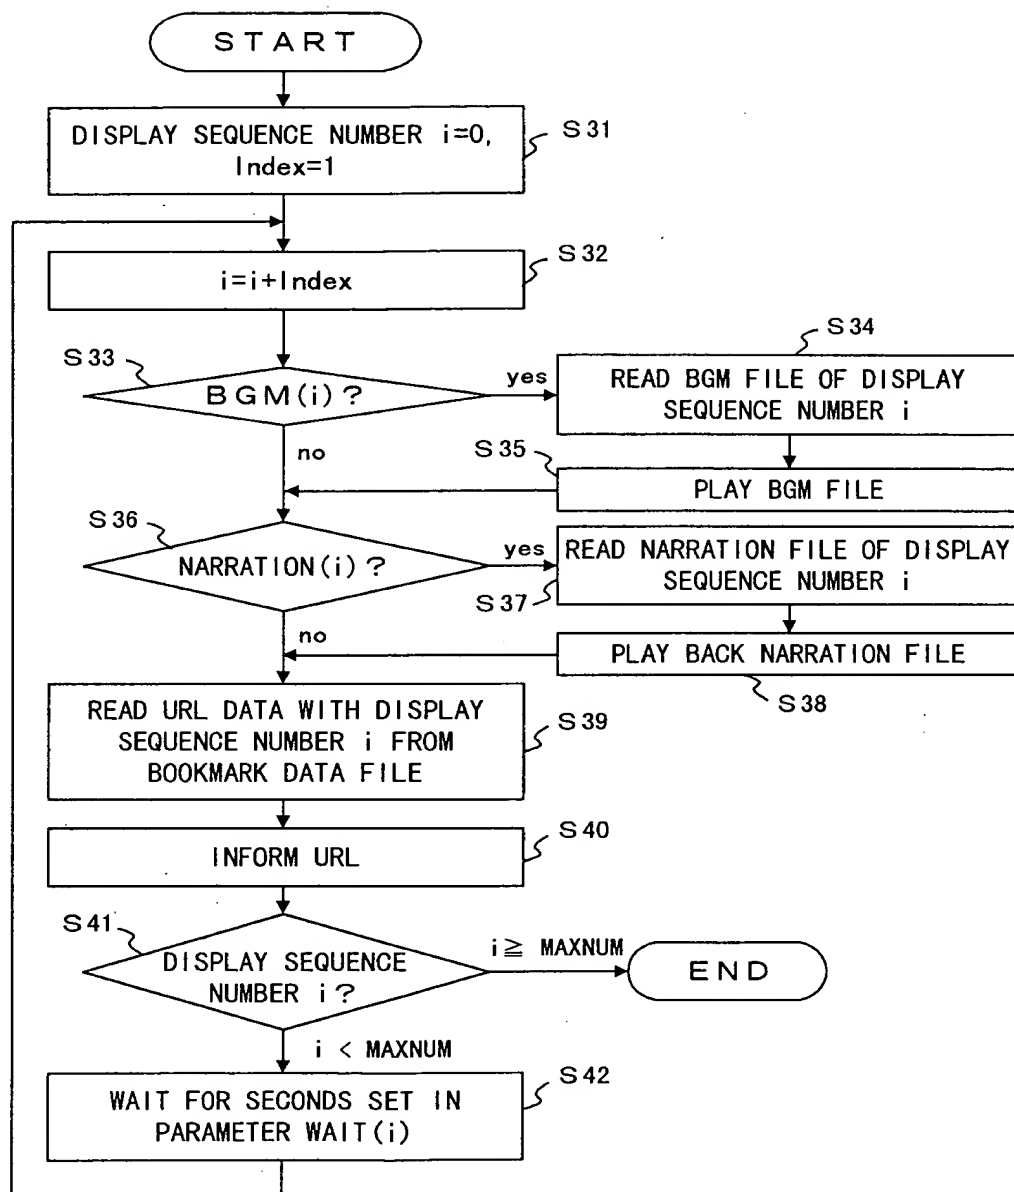 START
DISPLAY SEQUENCE NUMBER i=0,
Index=1
S31
i=i+Index
S32
S33
BGM(i)?
yes
no
S34
READ BGM FILE OF DISPLAY
SEQUENCE NUMBER i
S35
PLAY BGM FILE
S36
NARRATION(i)?
yes
no
READ NARRATION FILE OF DISPLAY
SEQUENCE NUMBER i
S37
PLAY BACK NARRATION FILE
S38
READ URL DATA WITH DISPLAY
SEQUENCE NUMBER i FROM
BOOKMARK DATA FILE
S39
INFORM URL
S40
S41
DISPLAY SEQUENCE
NUMBER i?
i≧ MAXNUM
END
i < MAXNUM
WAIT FOR SECONDS SET IN
PARAMETER WAIT(i)
S42